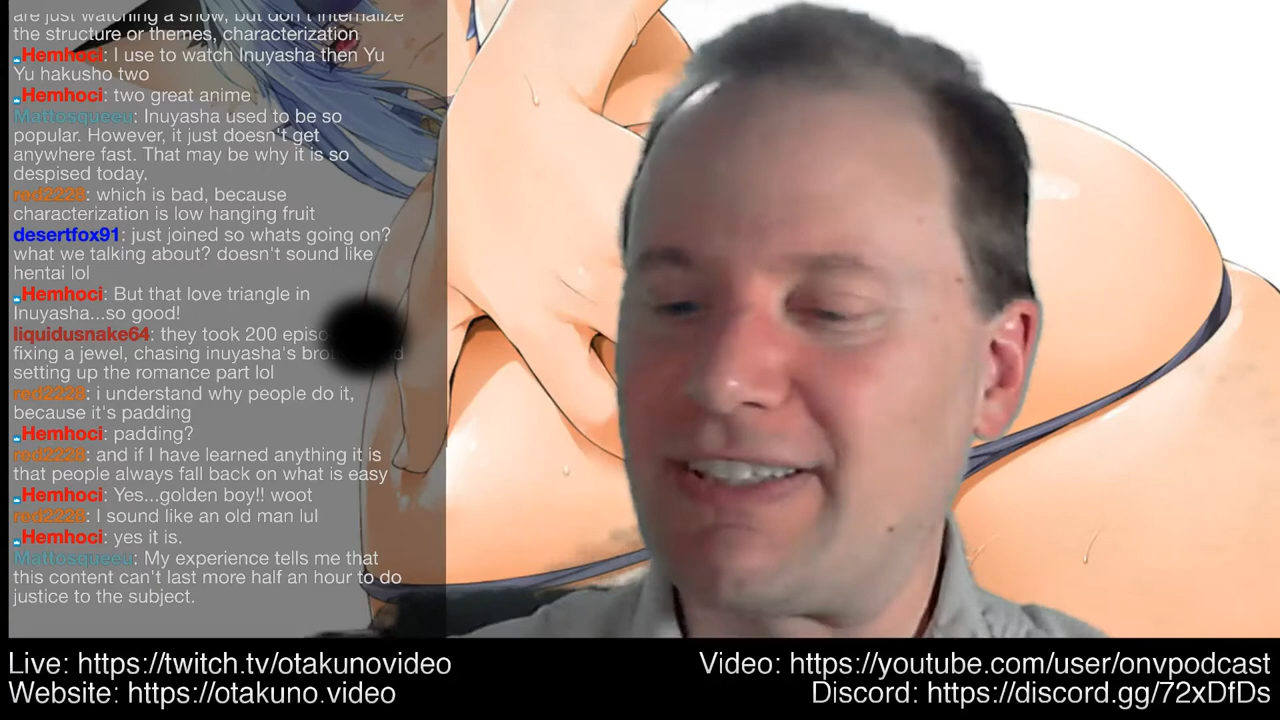 are just watching a show, but don't internalize
the structure or themes, characterization
Hemhoci: I use to watch Inuyasha then Yu
Yu hakusho two
Hemhoci: two great anime
Mattosqueeu: Inuyasha used to be so
popular. However, it just doesn't get
anywhere fast. That may be why it is so
despised today.
red2228: which is bad, because
characterization is low hanging fruit
desertfox91: just joined so whats going on?
what we talking about? doesn't sound like
hentai lol
Hemhoci: But that love triangle in
Inuyasha...so good!
liquidusnake64: they took 200
fixing a jewel, chasing inuyasha's
setting up the romance part lol
red2228: i understand why people do it,
because it's padding
Hemhoci: padding?
red2228: and if I have learned anything it is
that people always fall back on what is easy
Hemhoci: Yes...golden boy!! woot
red2228: I sound like an old man lul
Hemhoci: yes it is.
Mattosqueeu: My experience tells me that
this content can't last more half an hour to do
justice to the subject.
Live: https://twitch.tv/otakunovideo
Website: https://otakuno.video
Video: https://youtube.com/user/onvpodcast
Discord: https://discord.gg/72xDfDs